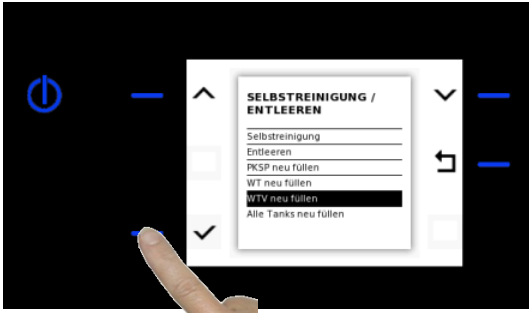 SELBSTREINIGUNG /
ENTLEEREN
Selbstreinigung
Entleeren
PKSP neu füllen
WT neu füllen
WTV neu füllen
Alle Tanks neu füllen